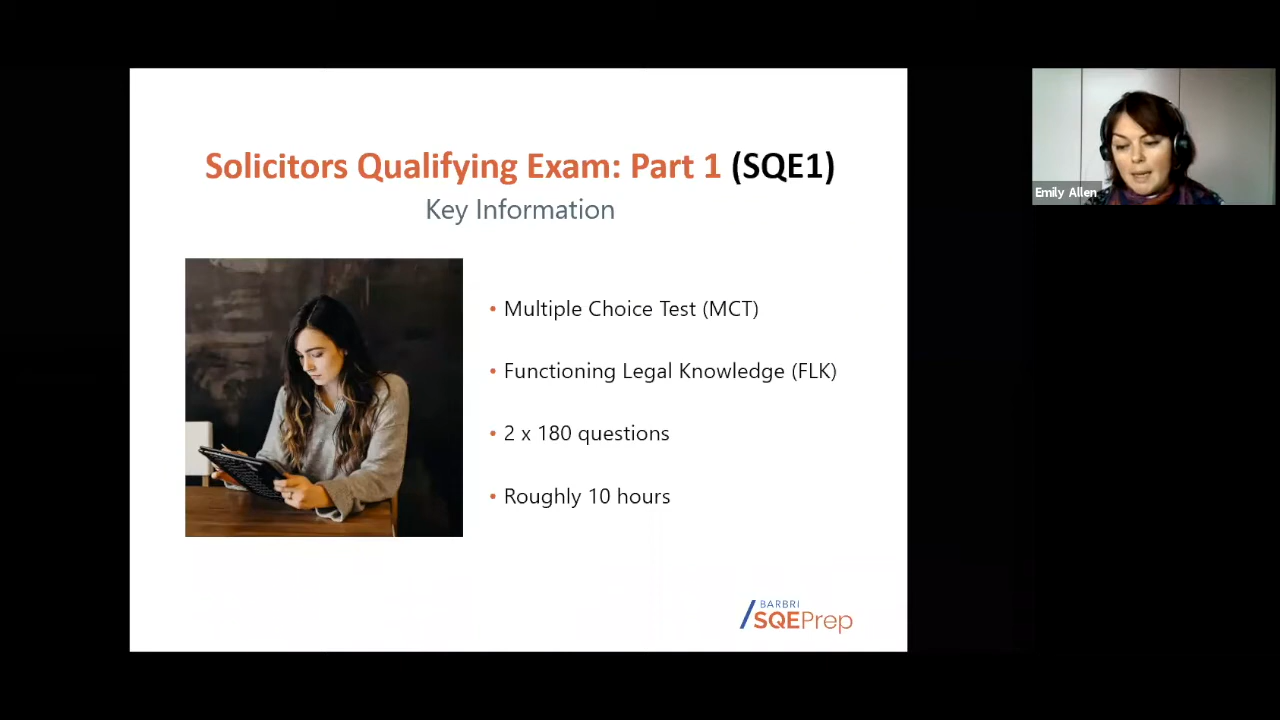 Solicitors Qualifying Exam: Part 1 (SQE1)
Key Information
• Multiple Choice Test (MCT)
• Functioning Legal Knowledge (FLK)
• 2 x 180 questions
• Roughly 10 hours
BARBRI
SQEPrep
Emily Allen